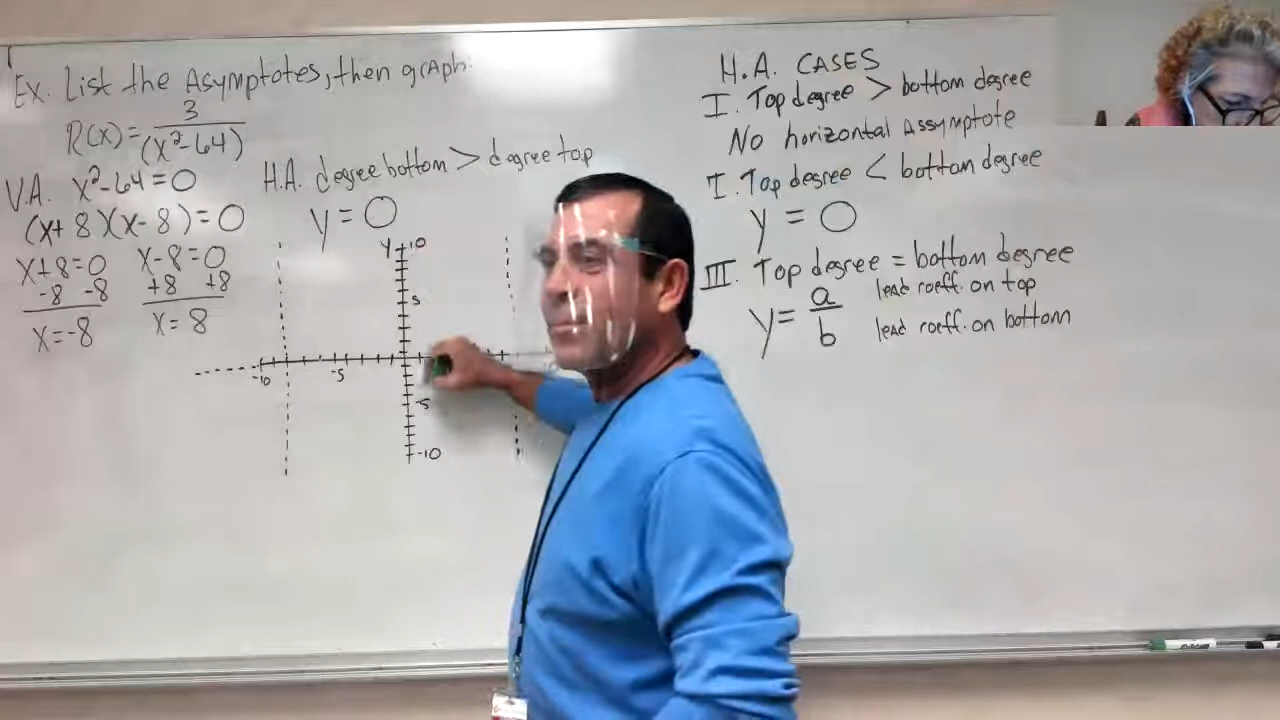 Ex. List the Asymptotes, then graph.
R(x) = 3/(x²-64)
V.A. x²-64=0
(x+8)(x-8)=0
x+8=0 x-8=0
-8 -8 +8 +8
x=-8 x=8
H.A. degree bottom > degree top
y=0
y 10
5
-10 -5
-5
-10
H.A. CASES
I. Top degree > bottom degree
No horizontal Assymptote
I. Top degree < bottom degree
y = 0
III. Top degree = bottom degree
y = a/b
lead coeff. on top
lead coeff. on bottom